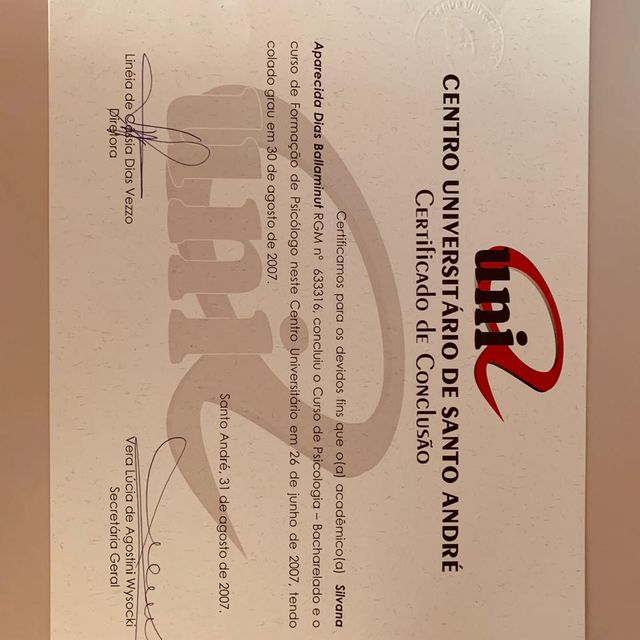 uniA
CENTRO UNIVERSITÁRIO DE SANTO ANDRÉ
CERTIFICADO DE CONCLUSÃO
Certificamos para os devidos fins que o(a) acadêmico(a) Silvana
Aparecida Dias Ballaminut RGM nº 633316, concluiu o Curso de Psicologia – Bacharelado e o
curso de Formação de Psicólogo neste Centro Universitário em 26 de junho de 2007, tendo
colado grau em 30 de agosto de 2007.
Santo André, 31 de agosto de 2007.
Linéia de Cássia Dias Vezzo
Diretora
Vera Lúcia de Agostini Wysocki
Secretária Geral